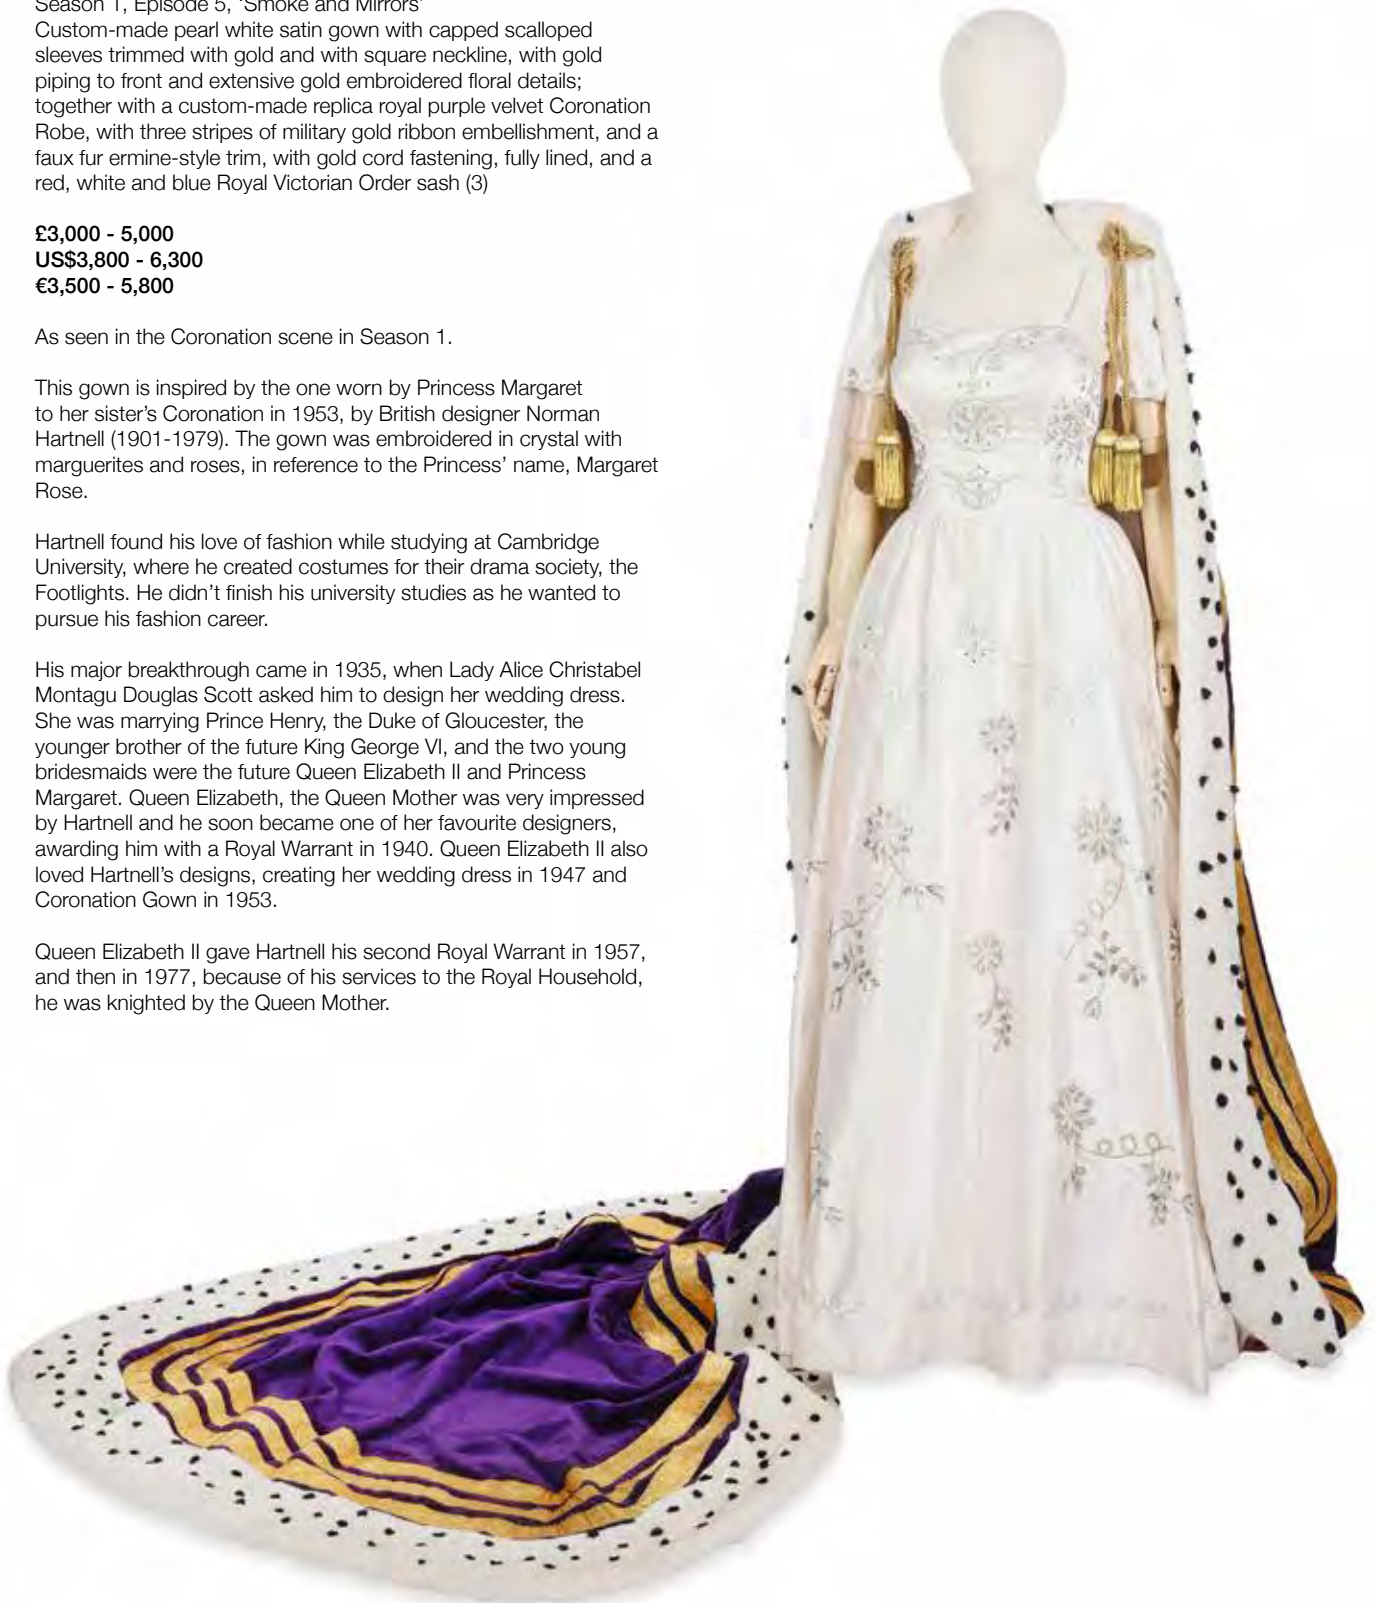 Season 1, Episode 5, ‘Smoke and Mirrors’
Custom-made pearl white satin gown with capped scalloped
sleeves trimmed with gold and with square neckline, with gold
piping to front and extensive gold embroidered floral details;
together with a custom-made replica royal purple velvet Coronation
Robe, with three stripes of military gold ribbon embellishment, and a
faux fur ermine-style trim, with gold cord fastening, fully lined, and a
red, white and blue Royal Victorian Order sash (3)
£3,000 - 5,000
US$3,800 - 6,300
€3,500 - 5,800
As seen in the Coronation scene in Season 1.
This gown is inspired by the one worn by Princess Margaret
to her sister’s Coronation in 1953, by British designer Norman
Hartnell (1901-1979). The gown was embroidered in crystal with
marguerites and roses, in reference to the Princess’ name, Margaret
Rose.
Hartnell found his love of fashion while studying at Cambridge
University, where he created costumes for their drama society, the
Footlights. He didn’t finish his university studies as he wanted to
pursue his fashion career.
His major breakthrough came in 1935, when Lady Alice Christabel
Montagu Douglas Scott asked him to design her wedding dress.
She was marrying Prince Henry, the Duke of Gloucester, the
younger brother of the future King George VI, and the two young
bridesmaids were the future Queen Elizabeth II and Princess
Margaret. Queen Elizabeth, the Queen Mother was very impressed
by Hartnell and he soon became one of her favourite designers,
awarding him with a Royal Warrant in 1940. Queen Elizabeth II also
loved Hartnell’s designs, creating her wedding dress in 1947 and
Coronation Gown in 1953.
Queen Elizabeth II gave Hartnell his second Royal Warrant in 1957,
and then in 1977, because of his services to the Royal Household,
he was knighted by the Queen Mother.